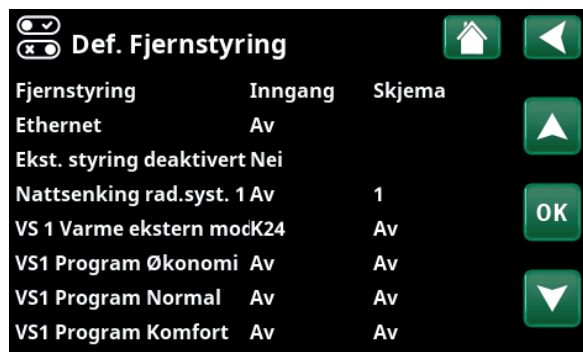 Def. Fjernstyring
Fjernstyring Inngang Skjema
Ethernet Av
Ekst. styring deaktivert Nei
Nattsenking rad.syst. 1 Av 1
OK
VS 1 Varme ekstern mod K24 Av
VS1 Program Økonomi Av Av
VS1 Program Normal Av Av
VS1 Program Komfort Av Av